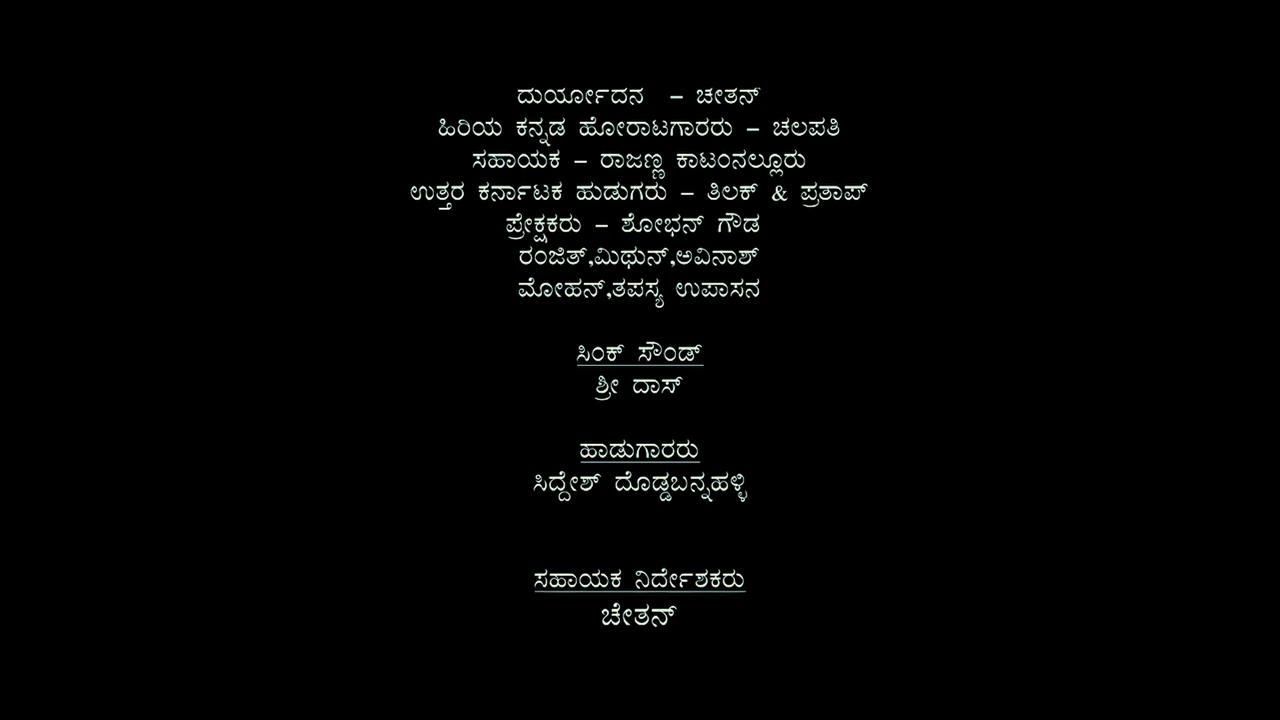 ದುರ್ಯೋದನ – ಚೇತನ್
ಹಿರಿಯ ಕನ್ನಡ ಹೋರಾಟಗಾರರು – ಚಲಪತಿ
ಸಹಾಯಕ – ರಾಜಣ್ಣ ಕಾಟಂನಲ್ಲೂರು
ಉತ್ತರ ಕರ್ನಾಟಕ ಹುಡುಗರು – ತಿಲಕ್ & ಪ್ರತಾಪ್
ಪ್ರೇಕ್ಷಕರು – ಶೋಭನ್ ಗೌಡ
ರಂಜಿತ್,ಮಿಥುನ್,ಅವಿನಾಶ್
ಮೋಹನ್,ತಪಸ್ಯ ಉಪಾಸನ
ಸಿಂಕ್ ಸೌಂಡ್
ಶ್ರೀ ದಾಸ್
ಹಾಡುಗಾರರು
ಸಿದ್ದೇಶ್ ದೊಡ್ಡಬನ್ನಹಳ್ಳಿ
ಸಹಾಯಕ ನಿರ್ದೇಶಕರು
ಚೇತನ್